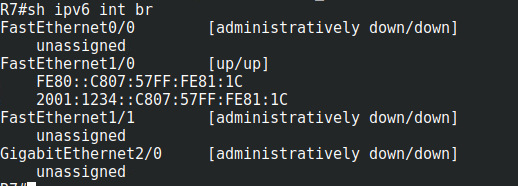 R7#sh ipv6 int br
FastEthernet0/0            [administratively down/down]
    unassigned
FastEthernet1/0            [up/up]
    FE80::C807:57FF:FE81:1C
    2001:1234::C807:57FF:FE81:1C
FastEthernet1/1            [administratively down/down]
    unassigned
GigabitEthernet2/0         [administratively down/down]
    unassigned
R7#